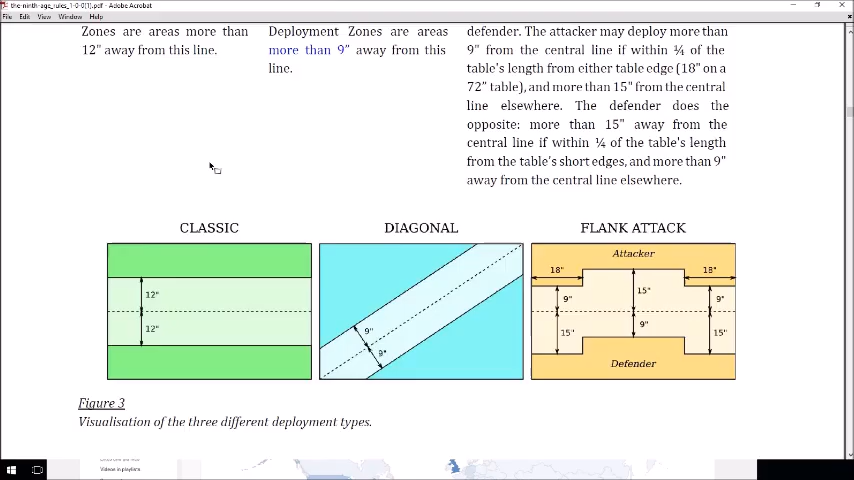 the-ninth-age_rules_1-0-0[1].pdf - Adobe Acrobat
File Edit View Window Help
Zones are areas more than
12" away from this line.
Deployment Zones are areas
more than 9" away from this
line.
defender. The attacker may deploy more than
9" from the central line if within ¼ of the
table's length from either table edge (18" on a
72" table), and more than 15" from the central
line elsewhere. The defender does the
opposite: more than 15" away from the
central line if within ¼ of the table's length
from the table's short edges, and more than 9"
away from the central line elsewhere.
CLASSIC
12"
12"
DIAGONAL
9"
9"
FLANK ATTACK
Attacker
18"
18"
15"
9"
9"
15"
9"
15"
Defender
Figure 3
Visualisation of the three different deployment types.
Videos in playlists